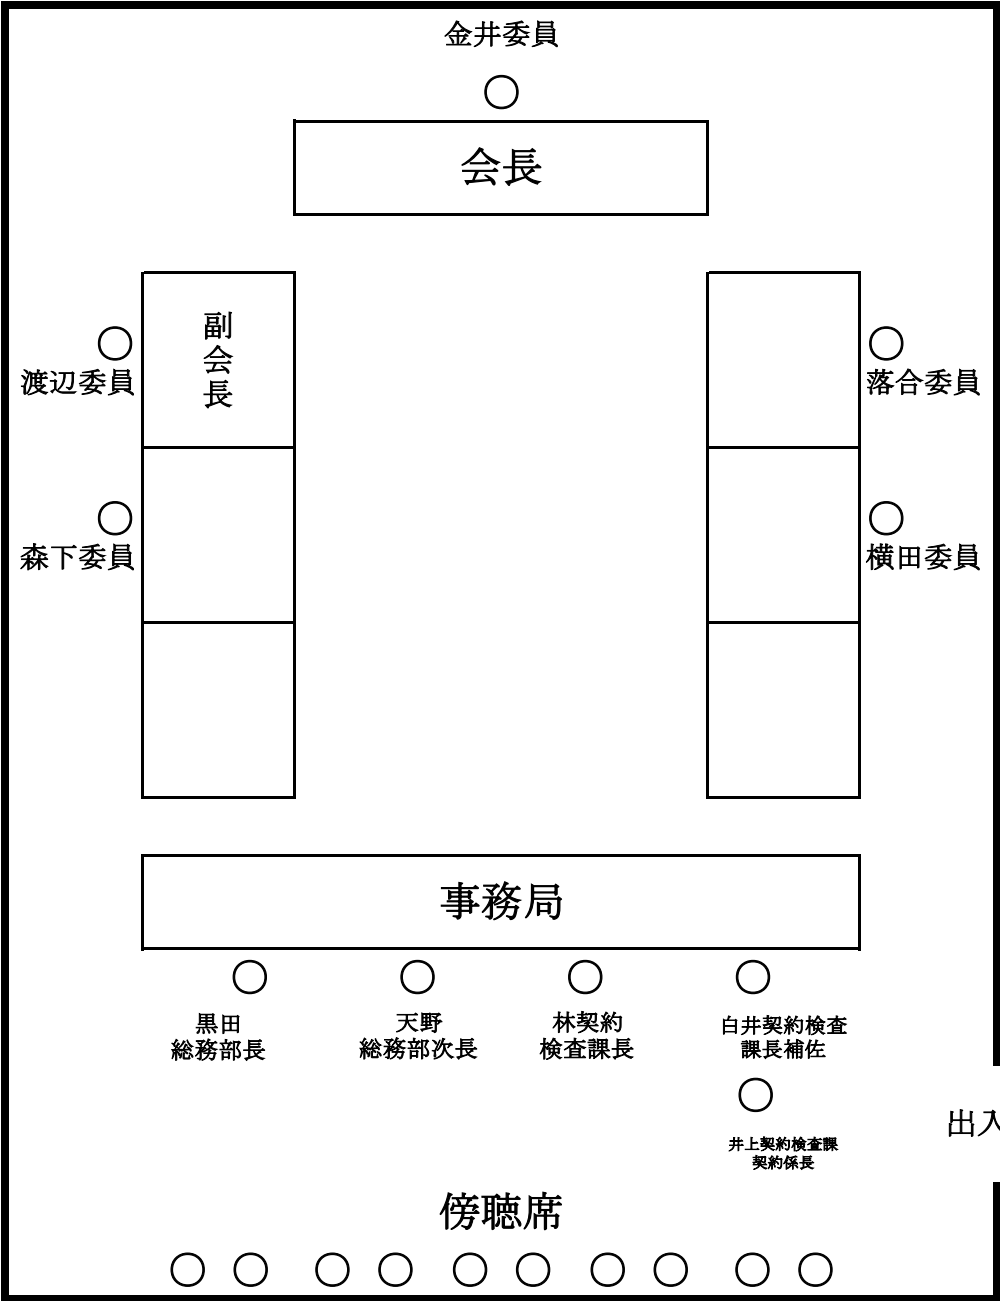 金井委員
会長
副会長
渡辺委員
落合委員
森下委員
横田委員
事務局
黒田
総務部長
天野
総務部次長
林契約
検査課長
白井契約検査
課長補佐
井上契約検査課
契約係長
出入
傍聴席